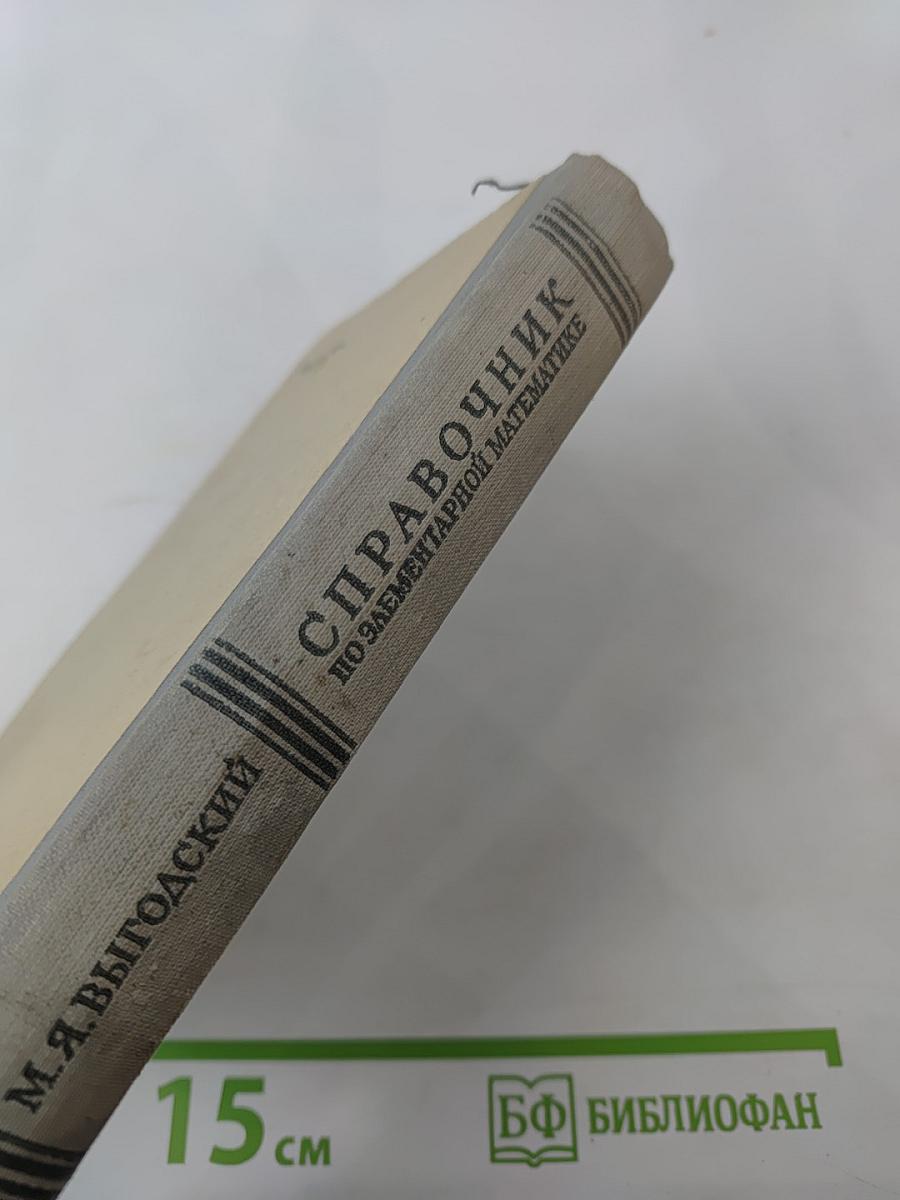 М.Я. ВЫГОДСКИЙ
СПРАВОЧНИК
ПО ЭЛЕМЕНТАРНОЙ МАТЕМАТИКЕ
15 см
БФ БИБЛИОФАН